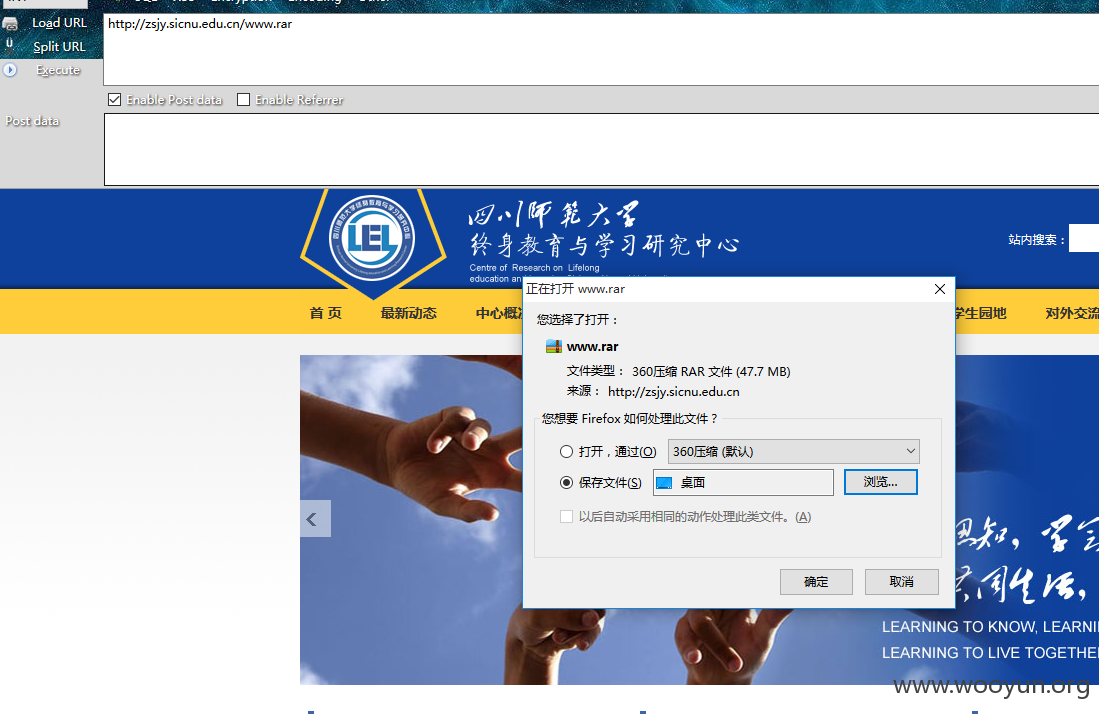 Load URL
http://zsjy.sicnu.edu.cn/www.rar
Split URL
Execute
Enable Post data
Enable Referrer
Post data
LEL
四川师范大学
终身教育与学习研究中心
Centre of Research on Lifelong
站内搜索：
首 页
最新动态
中心概
学生园地
对外交流
正在打开 www.rar
您选择了打开：
www.rar
文件类型： 360压缩 RAR 文件 (47.7 MB)
来源： http://zsjy.sicnu.edu.cn
您想要 Firefox 如何处理此文件？
打开，通过(O)
360压缩 (默认)
保存文件(S)
桌面
浏览...
以后自动采用相同的动作处理此类文件。(A)
确定
取消
思知，学会
共同生活，
LEARNING TO KNOW, LEARNI
LEARNING TO LIVE TOGETHE
www.wooyun.org